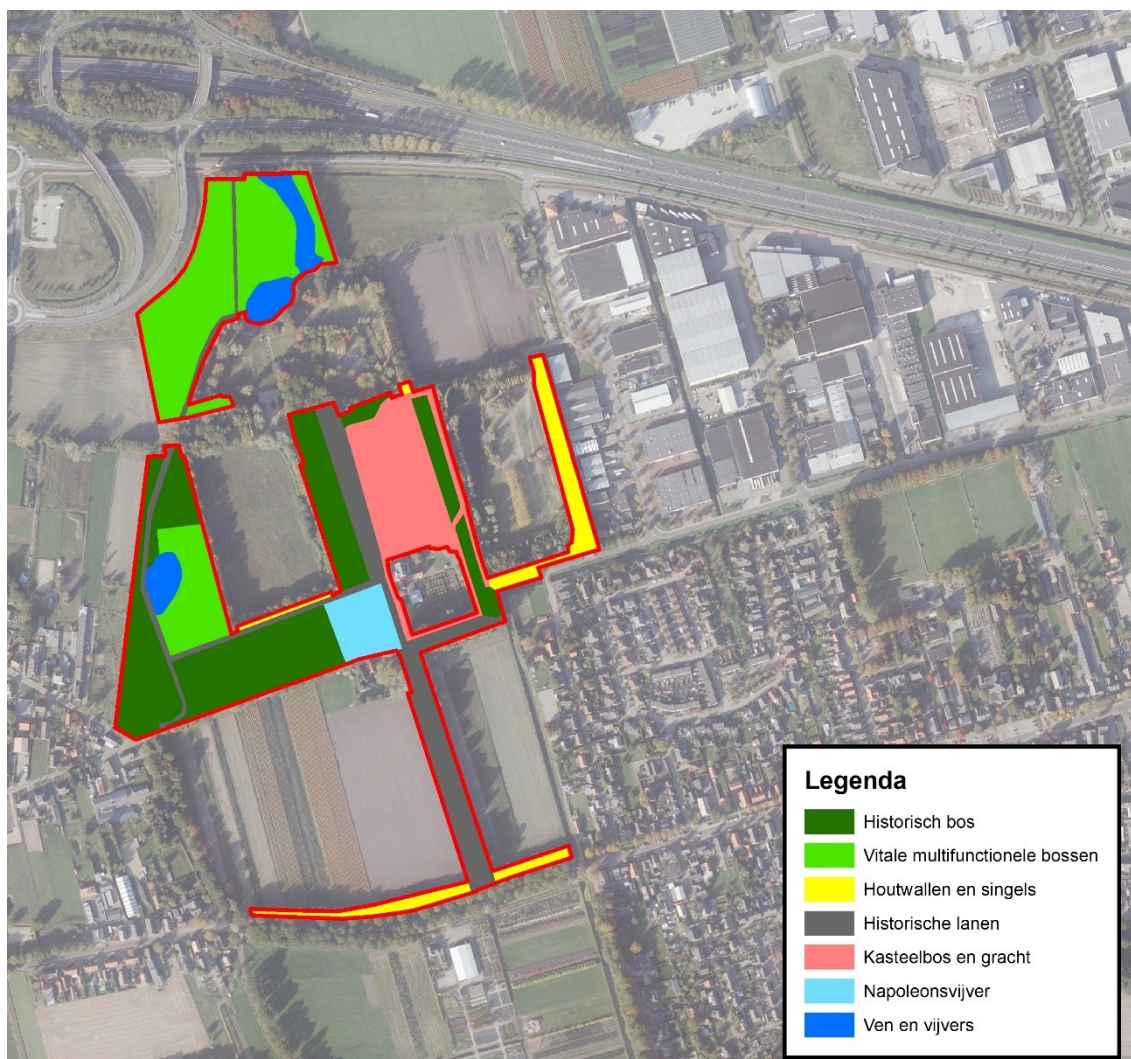 Legenda
Historisch bos
Vitale multifunctionele bossen
Houtwallen en singels
Historische lanen
Kasteelbos en gracht
Napoleonsvijver
Ven en vijvers